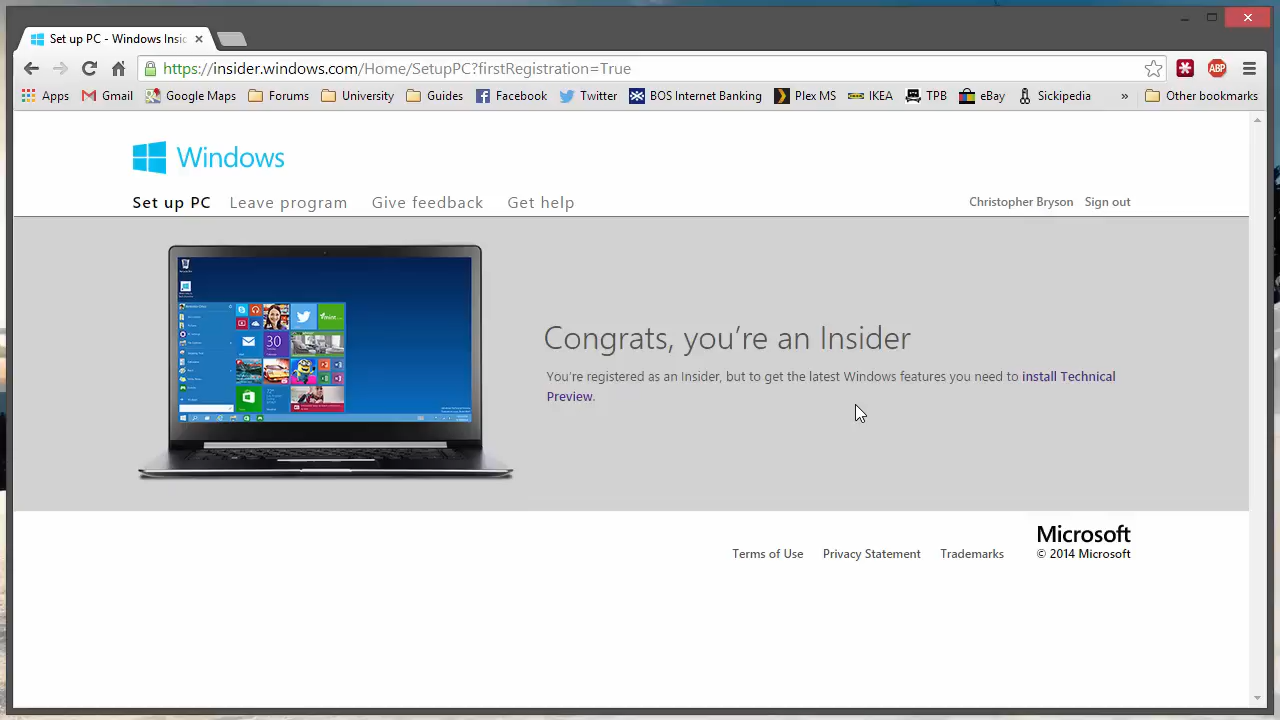 Set up PC - Windows Insid
https://insider.windows.com/Home/SetupPC?firstRegistration=True
ABP
Apps Gmail Google Maps Forums University Guides Facebook Twitter BOS Internet Banking Plex MS IKEA TPB eBay Sickipedia » Other bookmarks
Windows
Set up PC Leave program Give feedback Get help Christopher Bryson Sign out
30
Congrats, you're an Insider
You're registered as an Insider, but to get the latest Windows features you need to install Technical
Preview.
Microsoft
Terms of Use Privacy Statement Trademarks © 2014 Microsoft